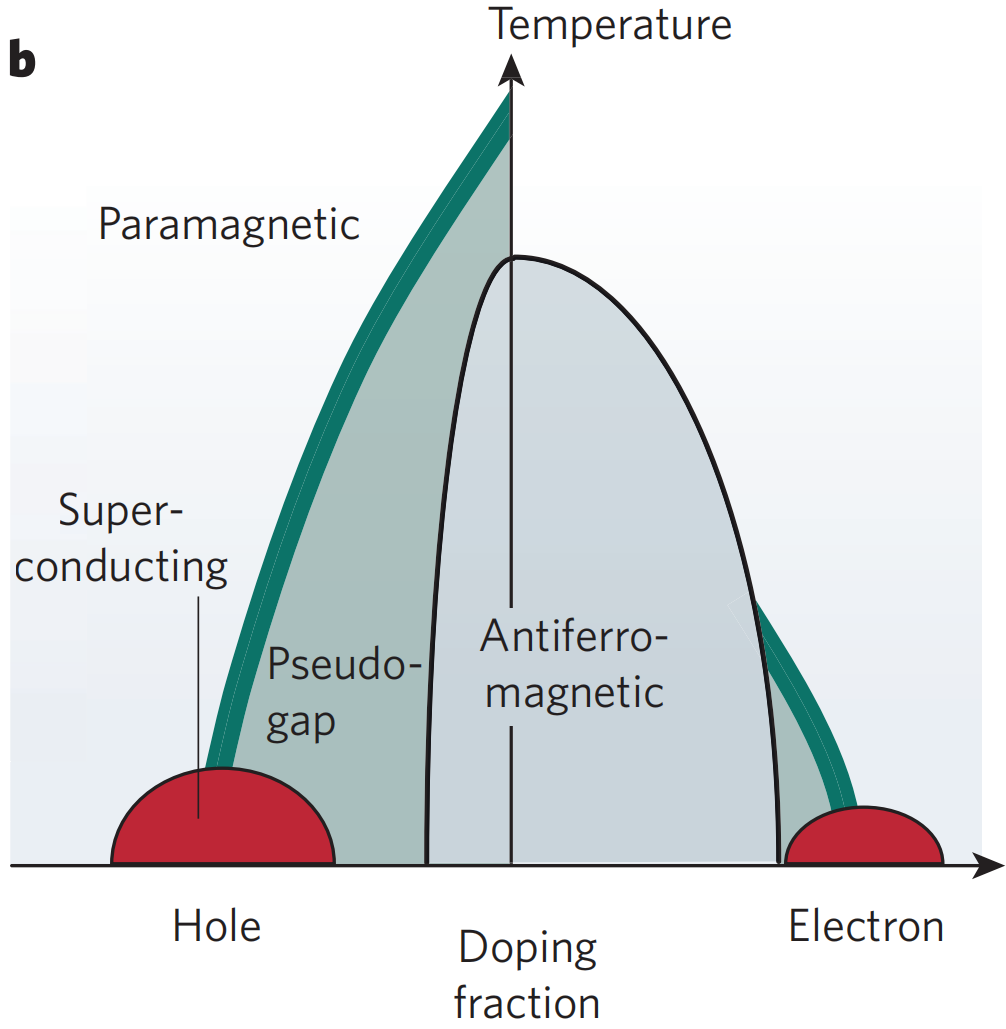 b
Temperature
Paramagnetic
Super-
conducting
Pseudo-
gap
Antiferro-
magnetic
Hole
Doping
fraction
Electron